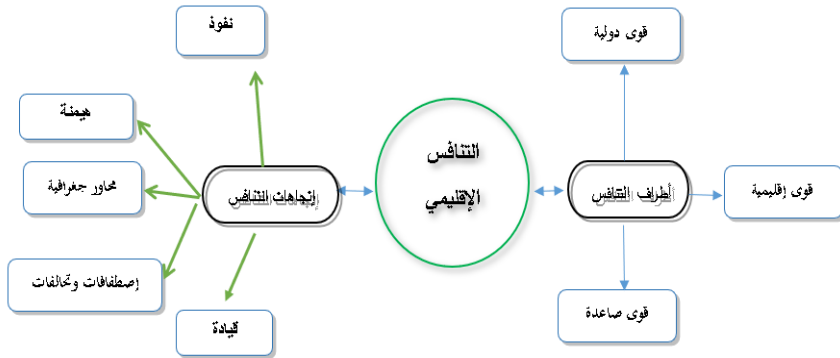 قوى دولية
نفوذ
هيمنة
التنافس
الإقليمي
أطراف التنافس
قوى إقليمية
إتجاهات التنافس
محاور جغرافية
إصطفافات وتحالفات
قوى صاعدة
قيادة